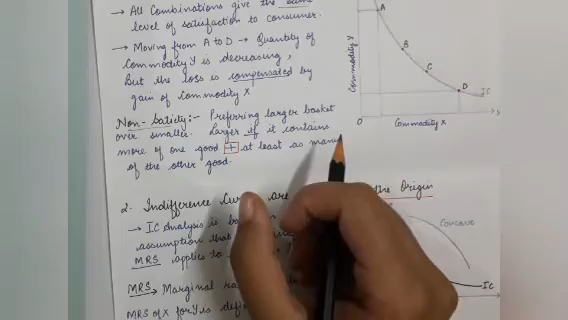 → All Combinations give the same
level of satisfaction to consumer.
→ Moving from A to D → Quantity of
Commodity Y is decreasing,
But the loss is compensated by
gain of Commodity X
Non-Satiety:- Preferring larger basket
over smaller. Larger if it contains
more of one good + at least as many
of the other good.
Commodity Y
A
B
C
D
IC
O
Commodity X
X
2. Indifference Curves are the Origin
→ IC Analysis is
assumption that
MRS applies to
MRS → Marginal
MRS of X for Y is
Concave
IC